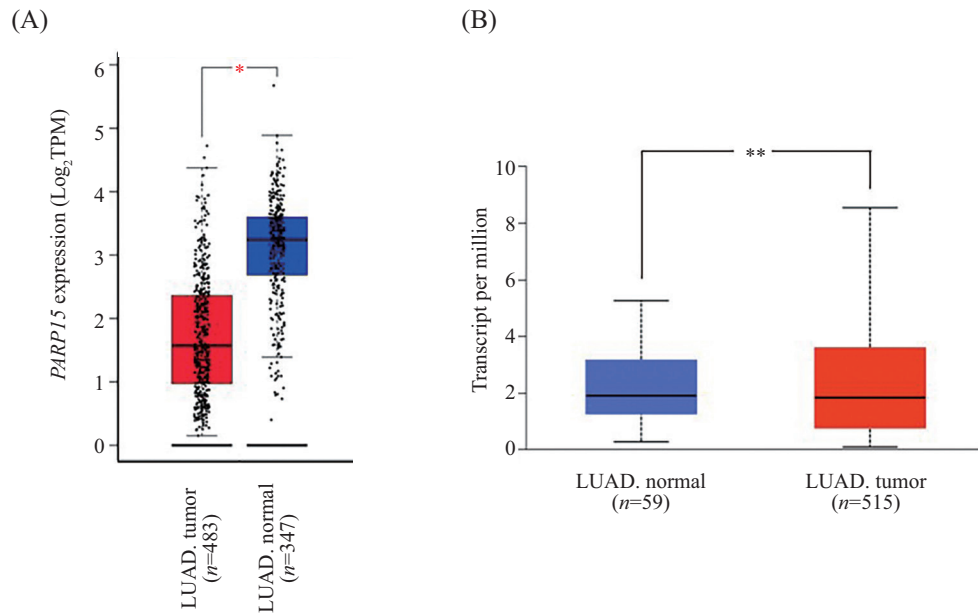 (A)
PARP15 expression (Log₂TPM)
6
5
4
3
2
1
0
*
LUAD. tumor
(n=483)
LUAD. normal
(n=347)
(B)
Transcript per million
10
8
6
4
2
0
**
LUAD. normal
(n=59)
LUAD. tumor
(n=515)